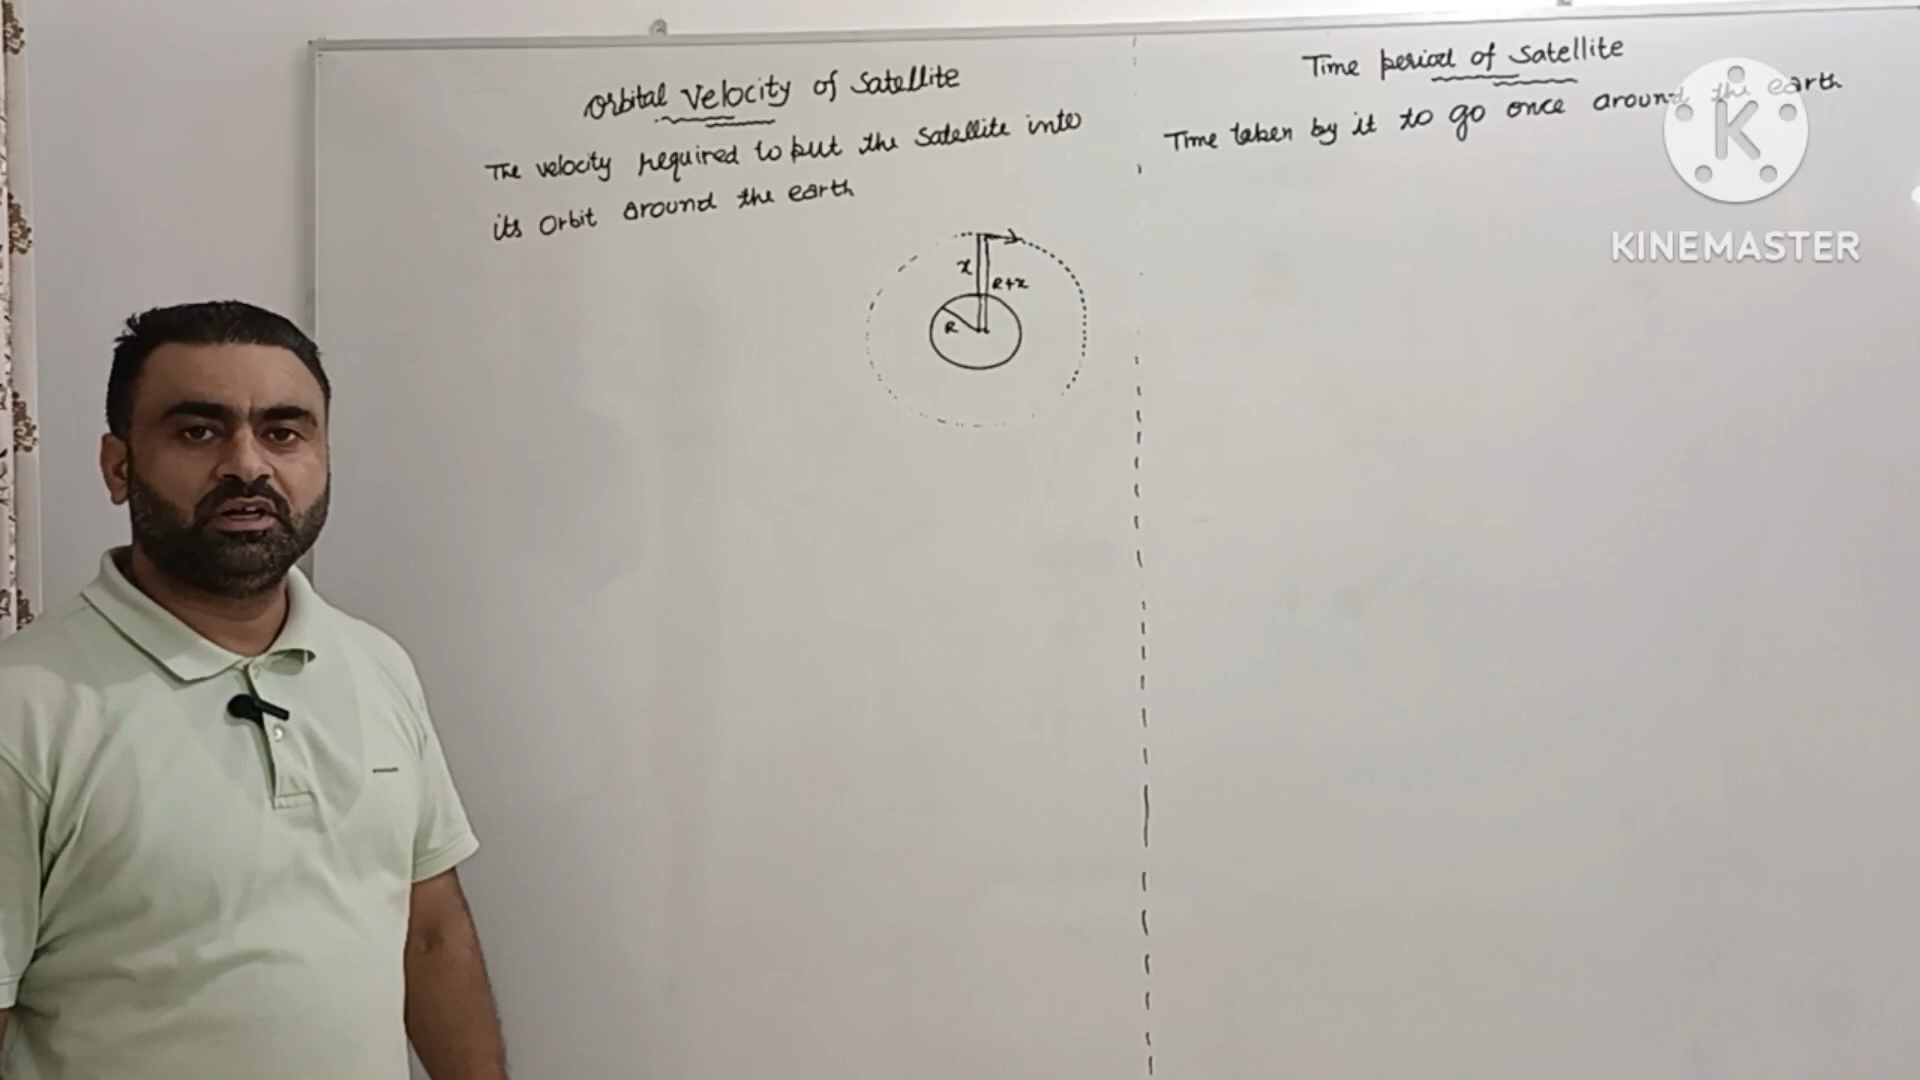 Orbital Velocity of Satellite
The velocity required to put the Satellite into
its Orbit around the earth
x
R+x
R
Time period of Satellite
Time taken by it to go once around the earth
K
KINEMASTER